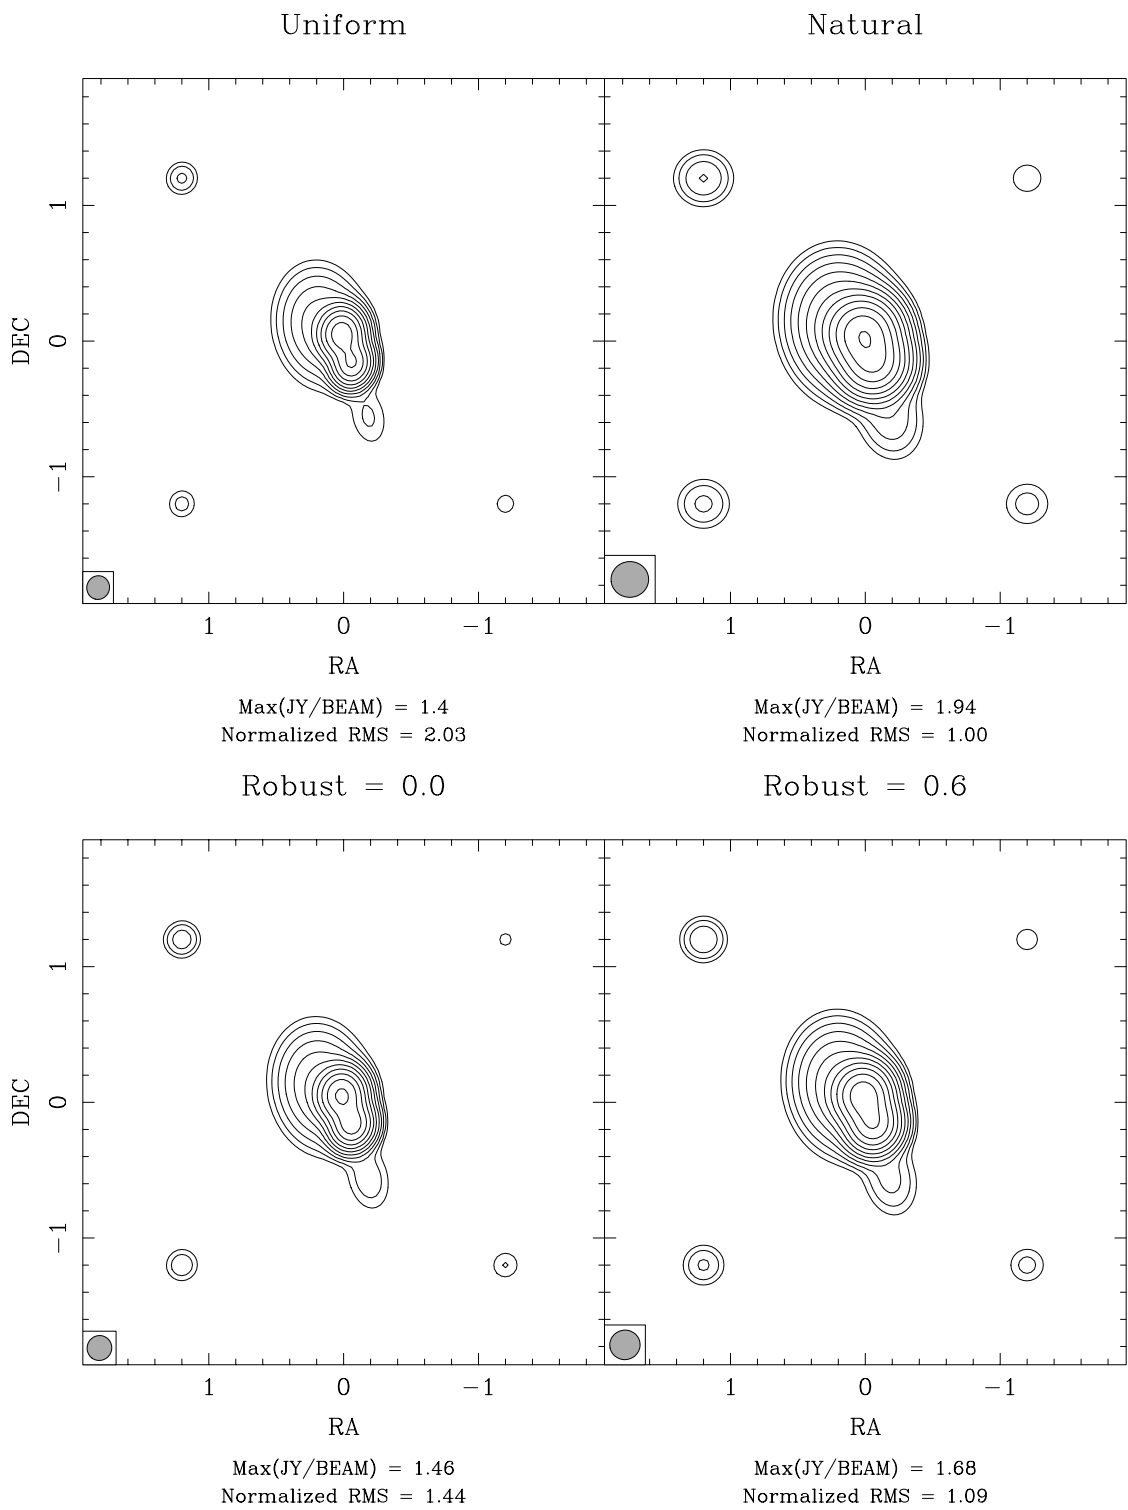 Uniform
Natural
DEC
1
0
−1
1
0
−1
RA
1
0
−1
RA
Max(JY/BEAM) = 1.4
Normalized RMS = 2.03
Max(JY/BEAM) = 1.94
Normalized RMS = 1.00
Robust = 0.0
Robust = 0.6
DEC
1
0
−1
1
0
−1
RA
1
0
−1
RA
Max(JY/BEAM) = 1.46
Normalized RMS = 1.44
Max(JY/BEAM) = 1.68
Normalized RMS = 1.09